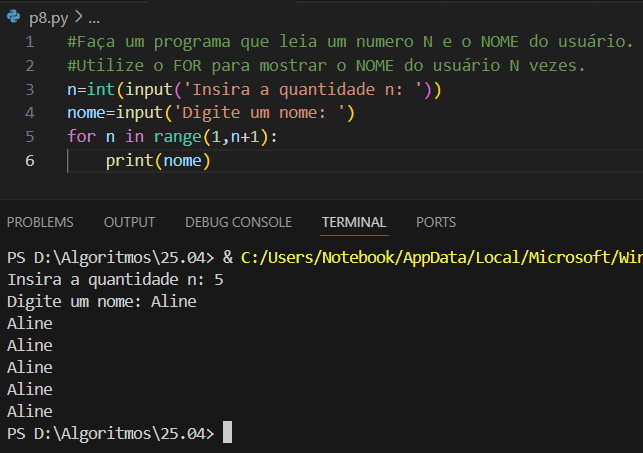 p8.py > ...
1 #Faça um programa que leia um numero N e o NOME do usuário.
2 #Utilize o FOR para mostrar o NOME do usuário N vezes.
3 n=int(input('Insira a quantidade n: '))
4 nome=input('Digite um nome: ')
5 for n in range(1,n+1):
6     print(nome)
PROBLEMS OUTPUT DEBUG CONSOLE TERMINAL PORTS
PS D:\Algoritmos\25.04> & C:/Users/Notebook/AppData/Local/Microsoft/Wir
Insira a quantidade n: 5
Digite um nome: Aline
Aline
Aline
Aline
Aline
Aline
PS D:\Algoritmos\25.04>